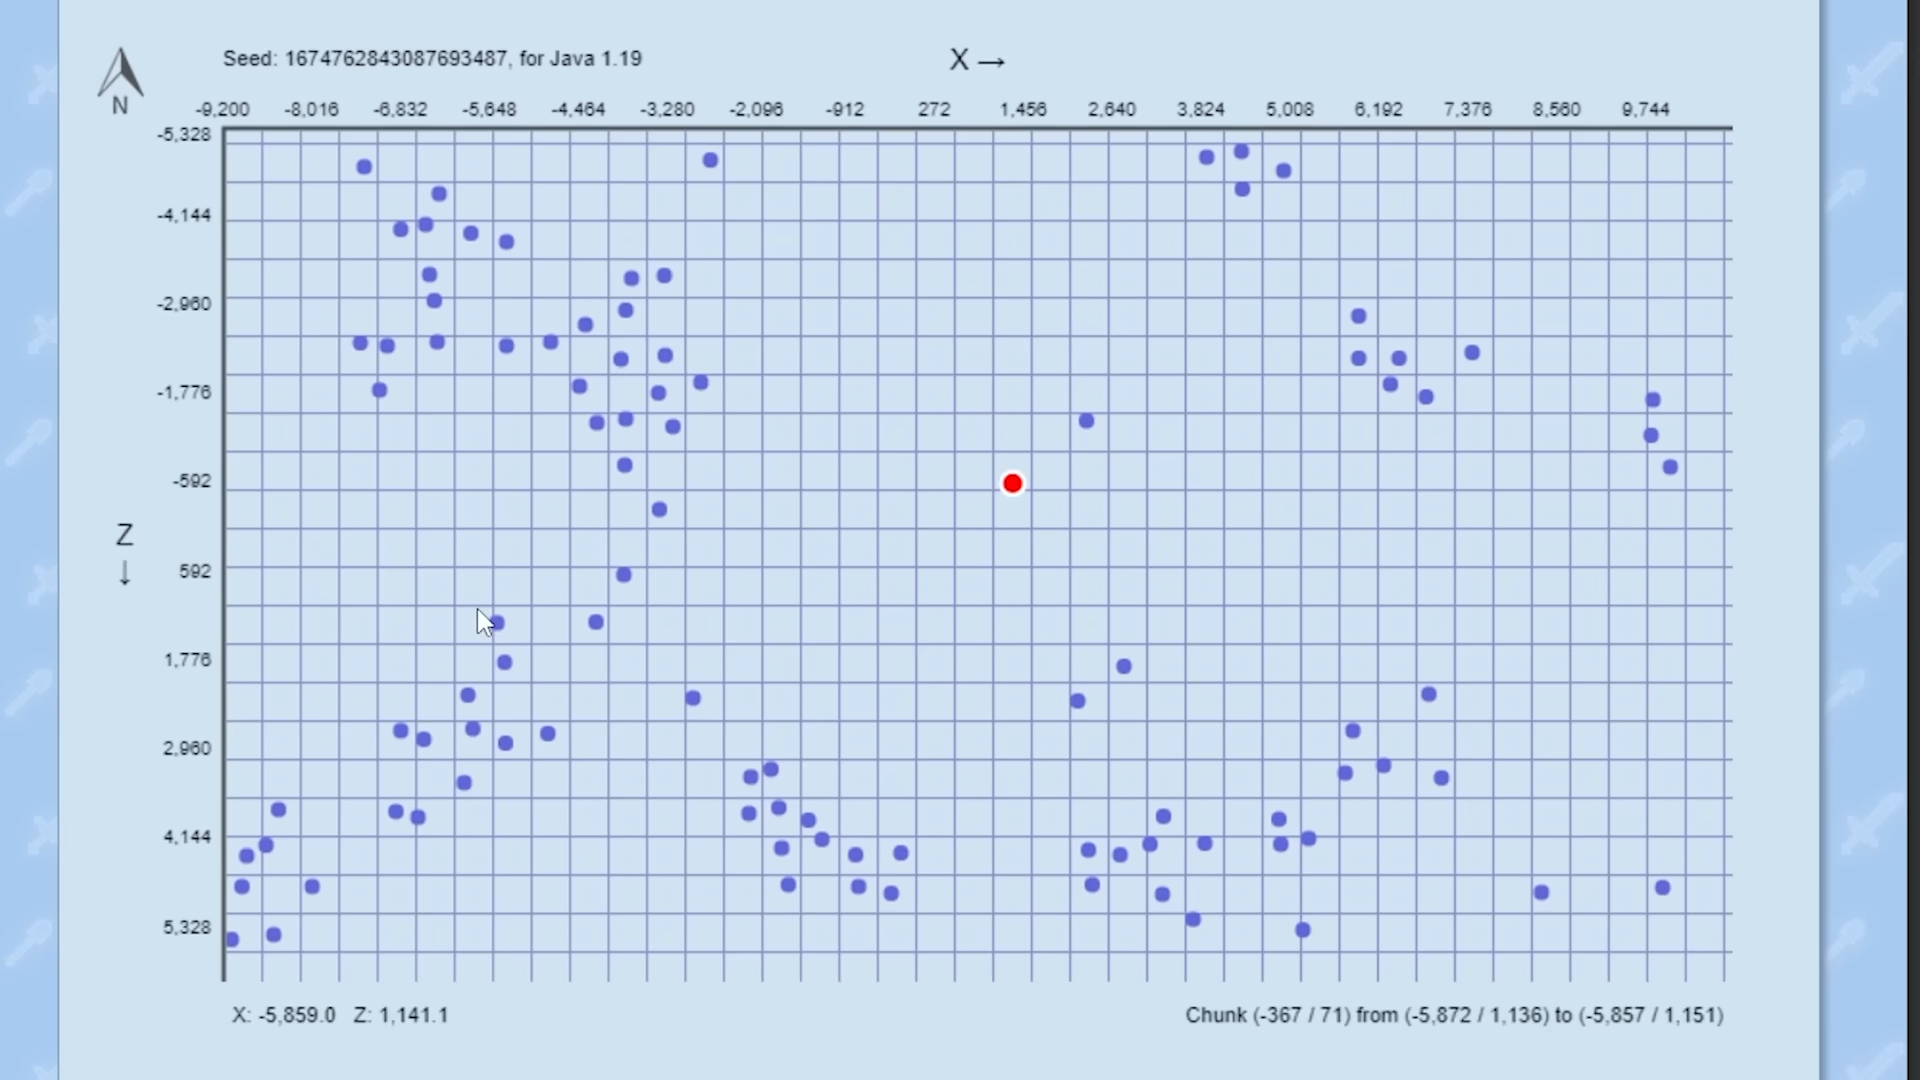 Seed: 1674762843087693487, for Java 1.19
X →
N
-9,200 -8,016 -6,832 -5,648 -4,464 -3,280 -2,096 -912 272 1,456 2,640 3,824 5,008 6,192 7,376 8,560 9,744
-5,328
-4,144
-2,960
-1,776
-592
Z
↓
592
1,776
2,960
4,144
5,328
X: -5,859.0 Z: 1,141.1
Chunk (-367 / 71) from (-5,872 / 1,136) to (-5,857 / 1,151)